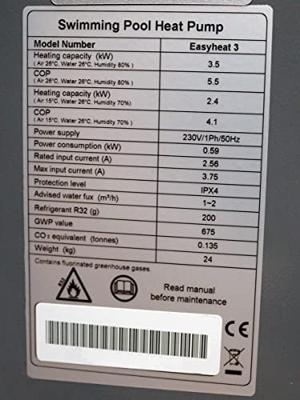 Swimming Pool Heat Pump
Model Number Easyheat 3
Heating capacity (kW) 3.5
( Air 26°C, Water 26°C, Humidity 80% )
COP 5.5
( Air 26°C, Water 26°C, Humidity 80% )
Heating capacity (kW) 2.4
( Air 15°C, Water 26°C, Humidity 70%)
COP 4.1
( Air 15°C, Water 26°C, Humidity 70% )
Power supply 230V/1Ph/50Hz
Power consumption (kW) 0.59
Rated input current (A) 2.56
Max input current (A) 3.75
Protection level IPX4
Advised water fux (m³/h) 1~2
Refrigerant R32 (g) 200
GWP value 675
CO₂ equivalent (tonnes) 0.135
Weight (kg) 24
Contains fluorinated greenhouse gases.
Read manual
before maintenance
CE